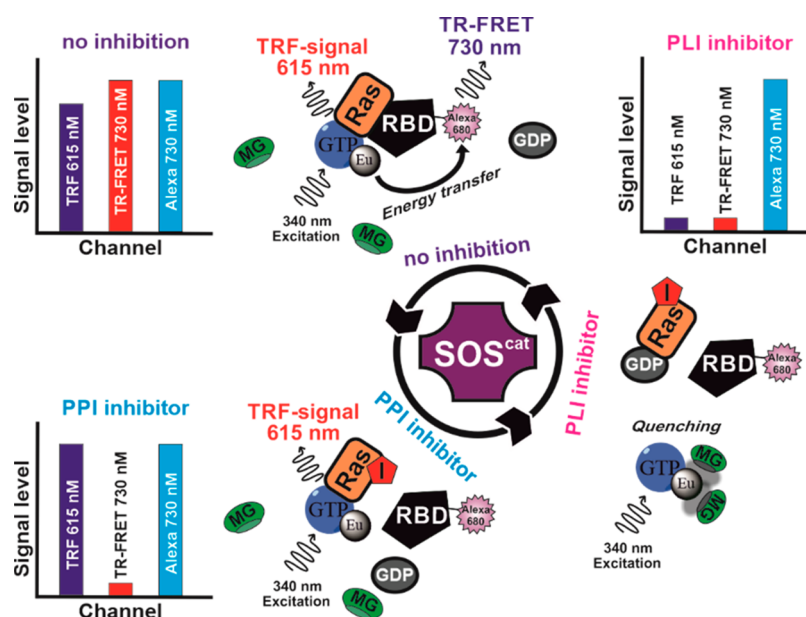 no inhibition
Signal level
TRF 615 nM
TR-FRET 730 nM
Alexa 730 nM
Channel
TRF-signal
615 nm
TR-FRET
730 nm
Ras
RBD
Alexa
680
GTP
Eu
MG
GDP
Energy transfer
340 nm
Excitation
MG
PLI inhibitor
Signal level
TRF 615 nM
TR-FRET 730 nM
Alexa 730 nM
Channel
no inhibition
SOScat
PPI inhibitor
PLI inhibitor
PPI inhibitor
Signal level
TRF 615 nM
TR-FRET 730 nM
Alexa 730 nM
Channel
TRF-signal
615 nm
Ras
I
GTP
Eu
MG
RBD
Alexa
680
GDP
340 nm
Excitation
MG
I
Ras
GDP
RBD
Alexa
680
Quenching
GTP
Eu
MG
MG
340 nm
Excitation